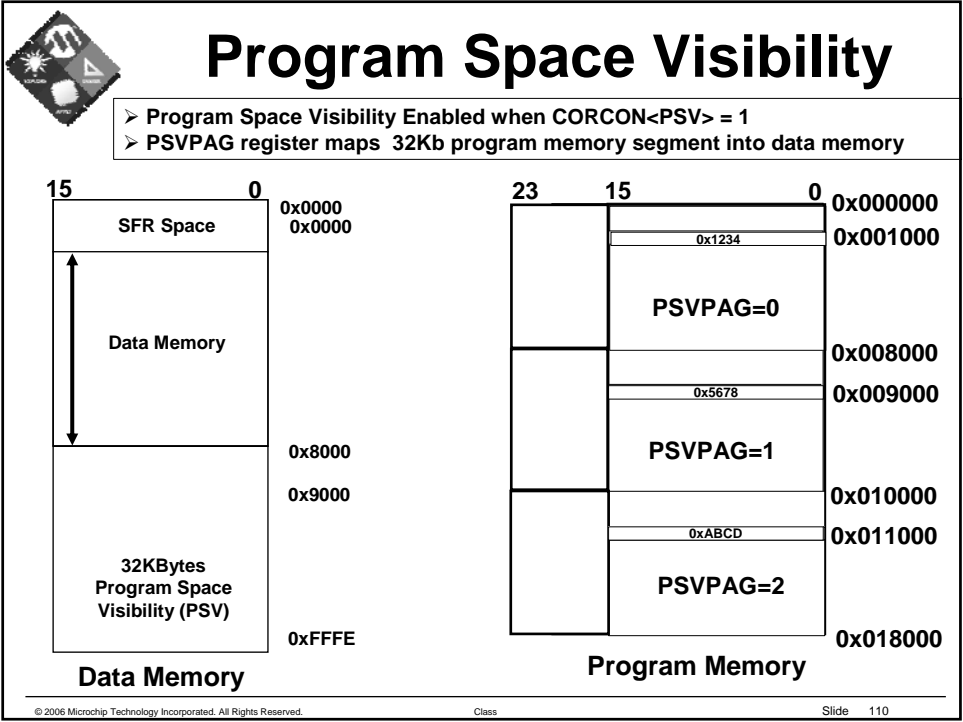 Program Space Visibility
➢ Program Space Visibility Enabled when CORCON<PSV> = 1
➢ PSVPAG register maps 32Kb program memory segment into data memory
15 0
0x0000
SFR Space
0x0000
Data Memory
0x8000
0x9000
32KBytes
Program Space
Visibility (PSV)
0xFFFE
Data Memory
23 15 0
0x000000
0x1234
0x001000
PSVPAG=0
0x008000
0x5678
0x009000
PSVPAG=1
0x010000
0xABCD
0x011000
PSVPAG=2
0x018000
Program Memory
© 2006 Microchip Technology Incorporated. All Rights Reserved. Class Slide 110